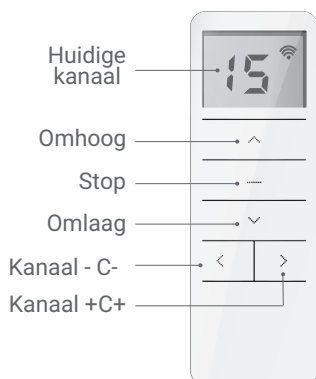 Huidige
kanaal
15
Omhoog
Stop
Omlaag
Kanaal - C-
Kanaal +C+